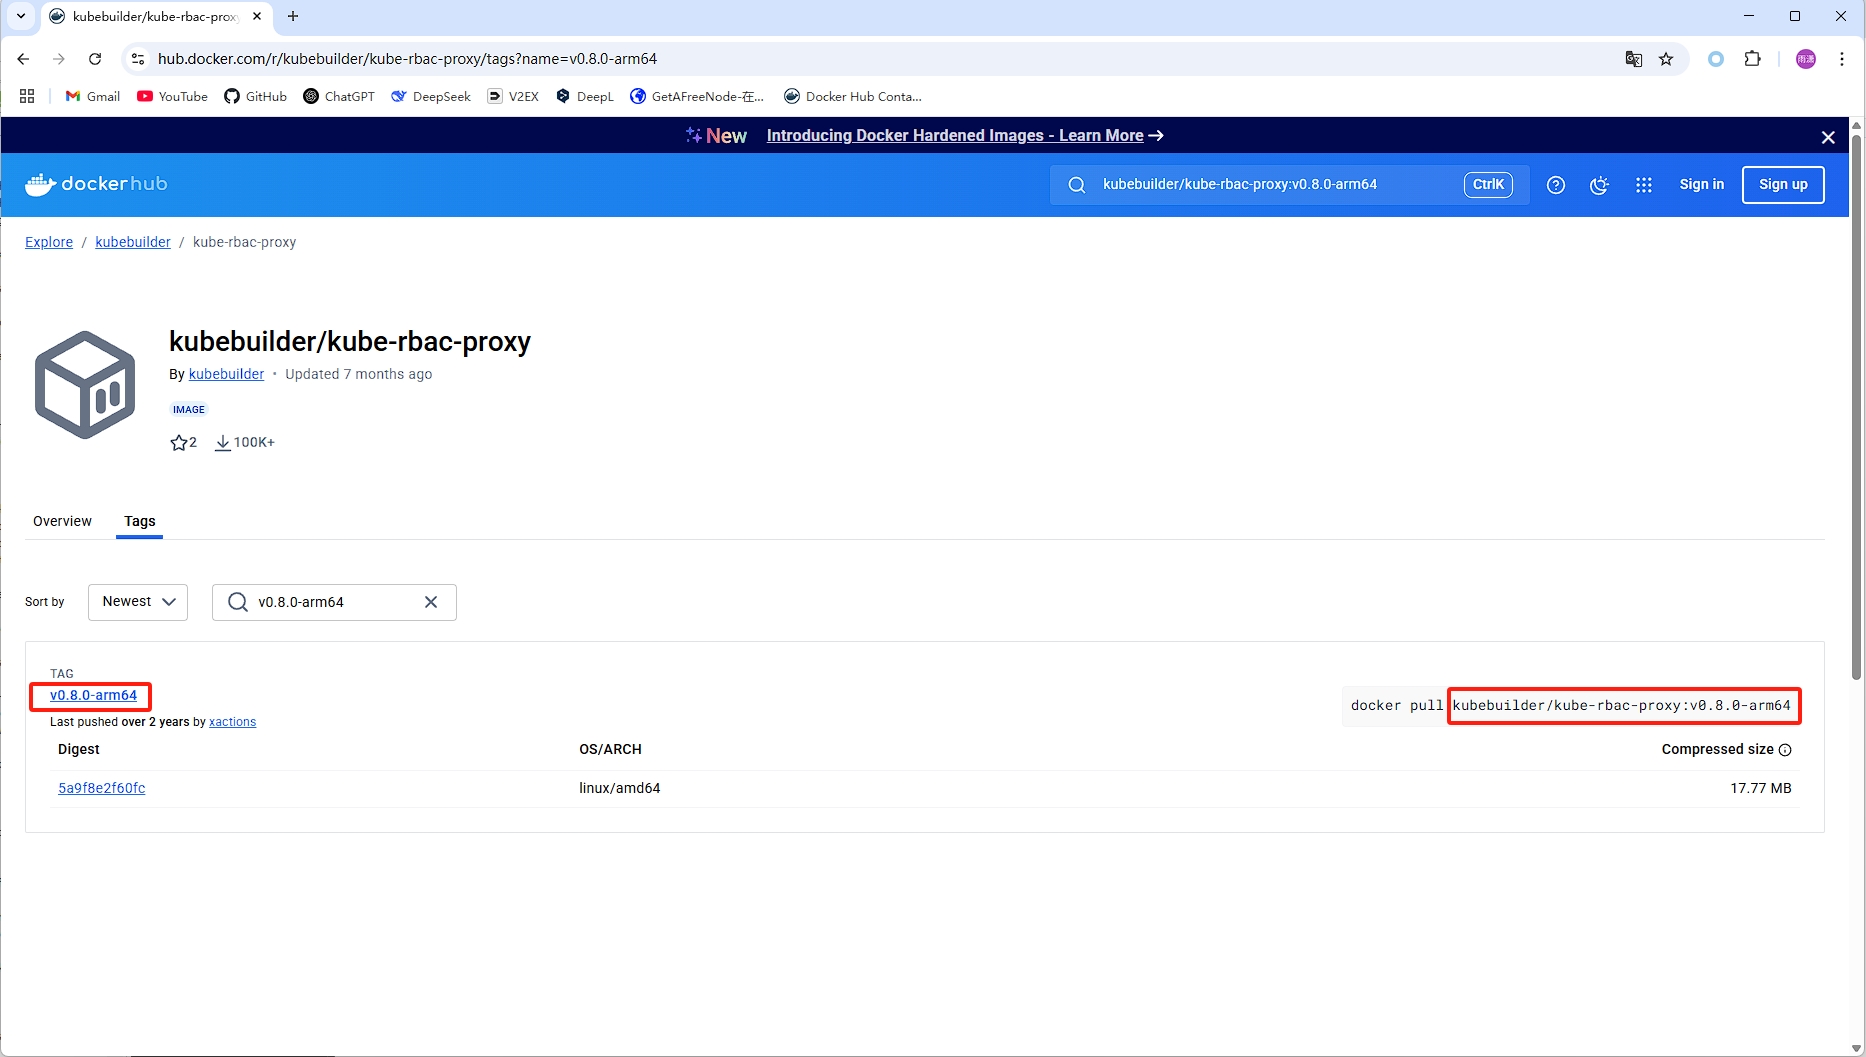 kubebuilder/kube-rbac-prox
hub.docker.com/r/kubebuilder/kube-rbac-proxy/tags?name=v0.8.0-arm64
雨潇
Gmail
YouTube
GitHub
ChatGPT
DeepSeek
V2EX
DeepL
GetAFreeNode-在...
Docker Hub Conta...
New Introducing Docker Hardened Images - Learn More →
dockerhub
kubebuilder/kube-rbac-proxy:v0.8.0-arm64
CtrlK
Sign in
Sign up
Explore / kubebuilder / kube-rbac-proxy
kubebuilder/kube-rbac-proxy
By kubebuilder • Updated 7 months ago
IMAGE
2 100K+
Overview Tags
Sort by Newest v0.8.0-arm64
TAG
v0.8.0-arm64
Last pushed over 2 years by xactions
docker pull kubebuilder/kube-rbac-proxy:v0.8.0-arm64
Digest OS/ARCH Compressed size
5a9f8e2f60fc linux/amd64 17.77 MB